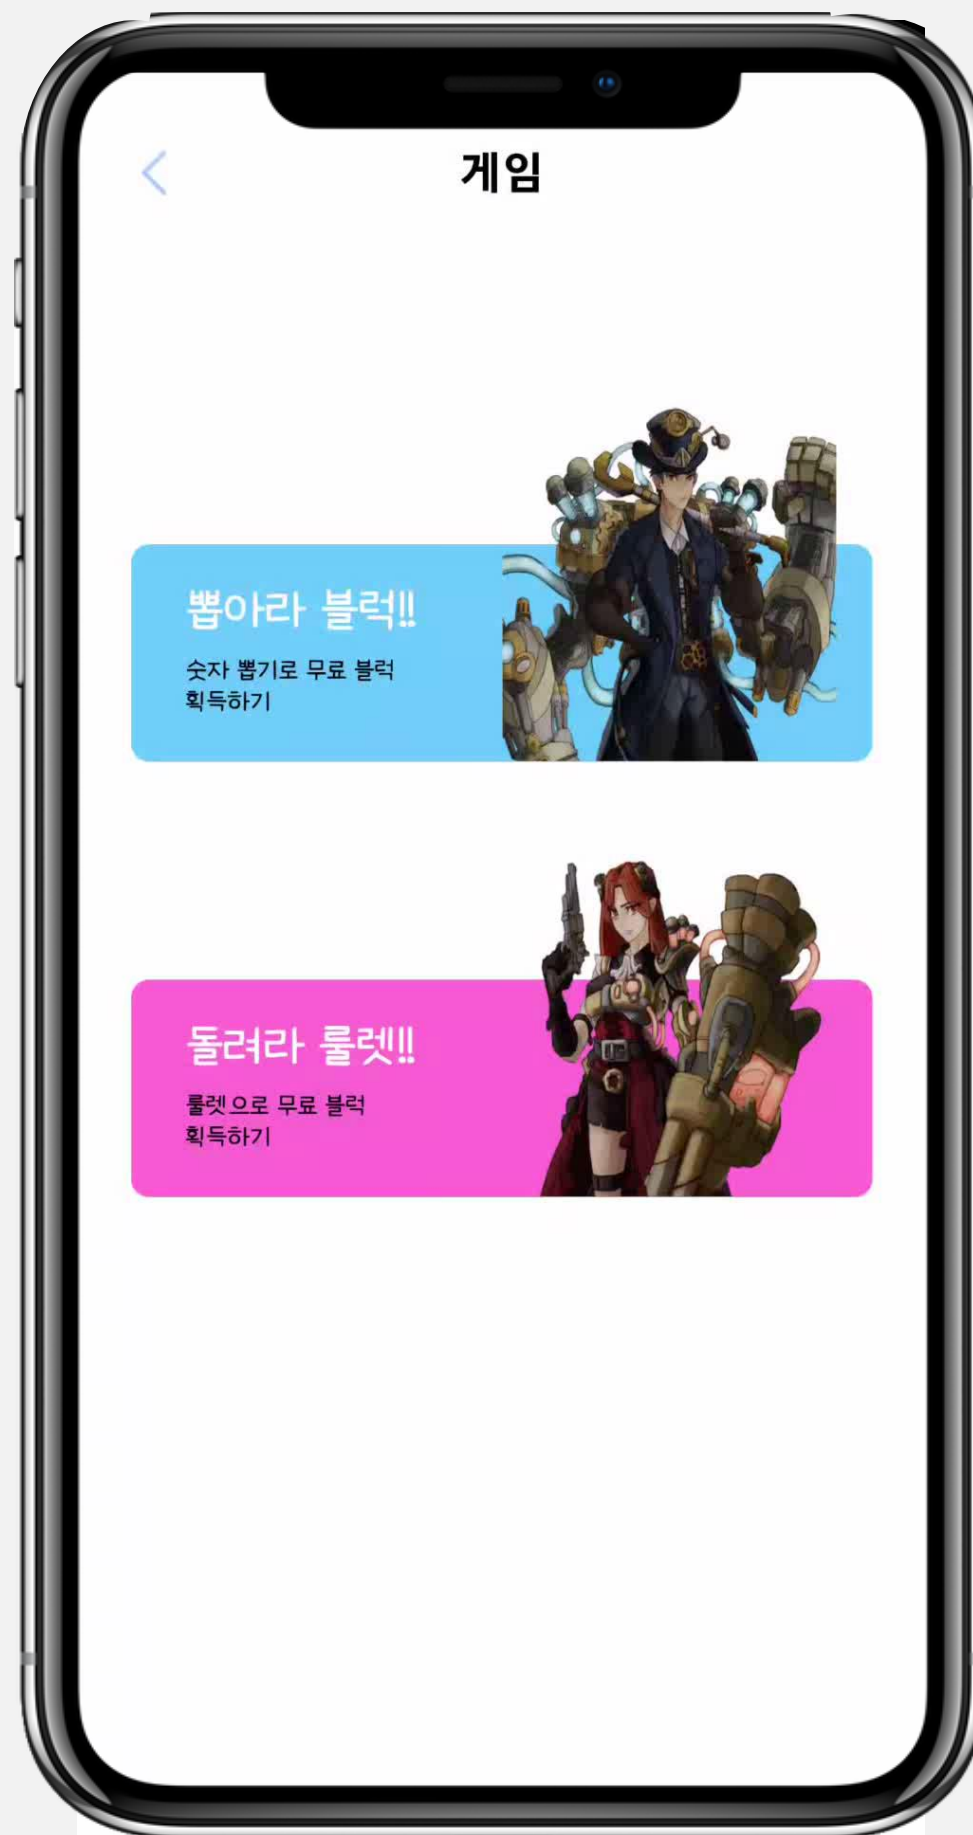 게임
뽑아라 블럭!!
숫자 뽑기로 무료 블럭
획득하기
돌려라 룰렛!!
룰렛으로 무료 블럭
획득하기